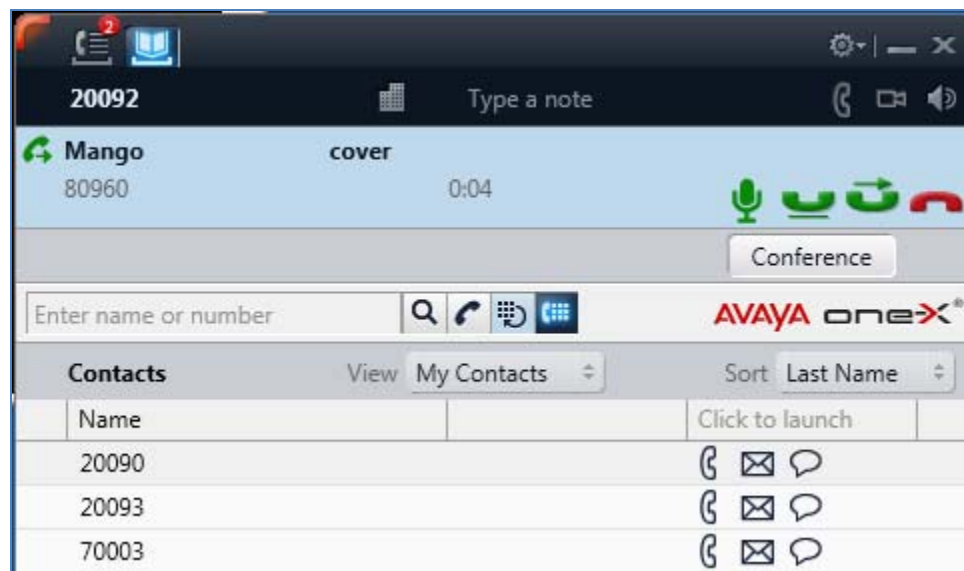 2
20092 Type a note
Mango cover
80960 0:04
Conference
Enter name or number AVAYA one-X®
Contacts View My Contacts Sort Last Name
Name Click to launch
20090
20093
70003